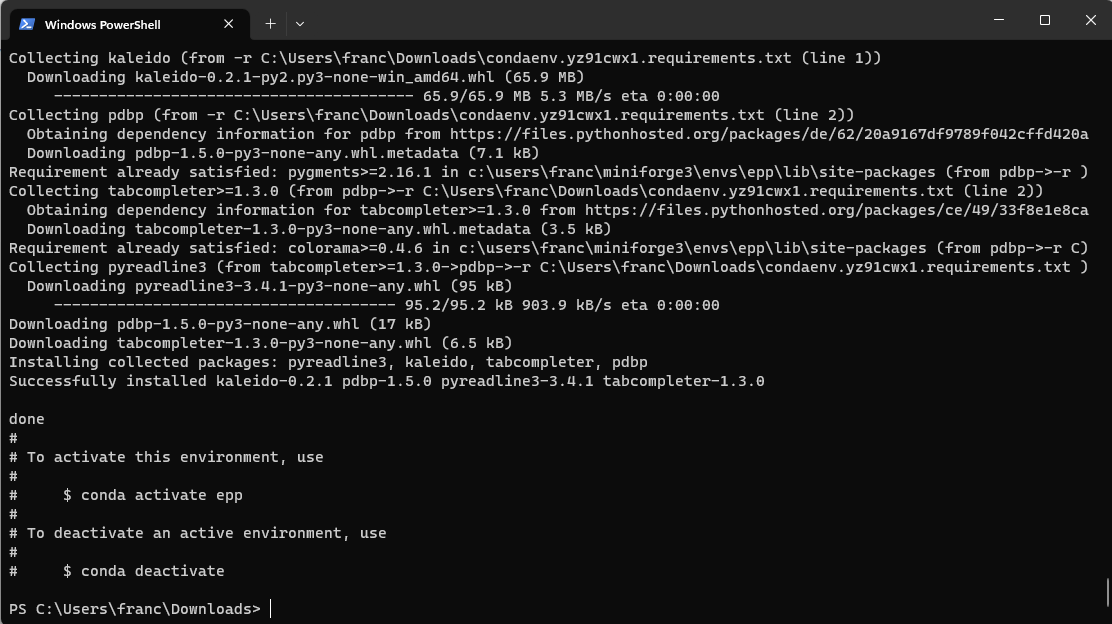 Windows PowerShell
Collecting kaleido (from -r C:\Users\franc\Downloads\condaenv.yz91cwx1.requirements.txt (line 1))
  Downloading kaleido-0.2.1-py2.py3-none-win_amd64.whl (65.9 MB)
     ---------------------------------------- 65.9/65.9 MB 5.3 MB/s eta 0:00:00
Collecting pdbp (from -r C:\Users\franc\Downloads\condaenv.yz91cwx1.requirements.txt (line 2))
  Obtaining dependency information for pdbp from https://files.pythonhosted.org/packages/de/62/20a9167df9789f042cffd420a
  Downloading pdbp-1.5.0-py3-none-any.whl.metadata (7.1 kB)
Requirement already satisfied: pygments>=2.16.1 in c:\users\franc\miniforge3\envs\epp\lib\site-packages (from pdbp->-r )
Collecting tabcompleter>=1.3.0 (from pdbp->-r C:\Users\franc\Downloads\condaenv.yz91cwx1.requirements.txt (line 2))
  Obtaining dependency information for tabcompleter>=1.3.0 from https://files.pythonhosted.org/packages/ce/49/33f8e1e8ca
  Downloading tabcompleter-1.3.0-py3-none-any.whl.metadata (3.5 kB)
Requirement already satisfied: colorama>=0.4.6 in c:\users\franc\miniforge3\envs\epp\lib\site-packages (from pdbp->-r C)
Collecting pyreadline3 (from tabcompleter>=1.3.0->pdbp->-r C:\Users\franc\Downloads\condaenv.yz91cwx1.requirements.txt )
  Downloading pyreadline3-3.4.1-py3-none-any.whl (95 kB)
     -------------------------------------- 95.2/95.2 kB 903.9 kB/s eta 0:00:00
Downloading pdbp-1.5.0-py3-none-any.whl (17 kB)
Downloading tabcompleter-1.3.0-py3-none-any.whl (6.5 kB)
Installing collected packages: pyreadline3, kaleido, tabcompleter, pdbp
Successfully installed kaleido-0.2.1 pdbp-1.5.0 pyreadline3-3.4.1 tabcompleter-1.3.0

done
#
# To activate this environment, use
#
#     $ conda activate epp
#
# To deactivate an active environment, use
#
#     $ conda deactivate

PS C:\Users\franc\Downloads>